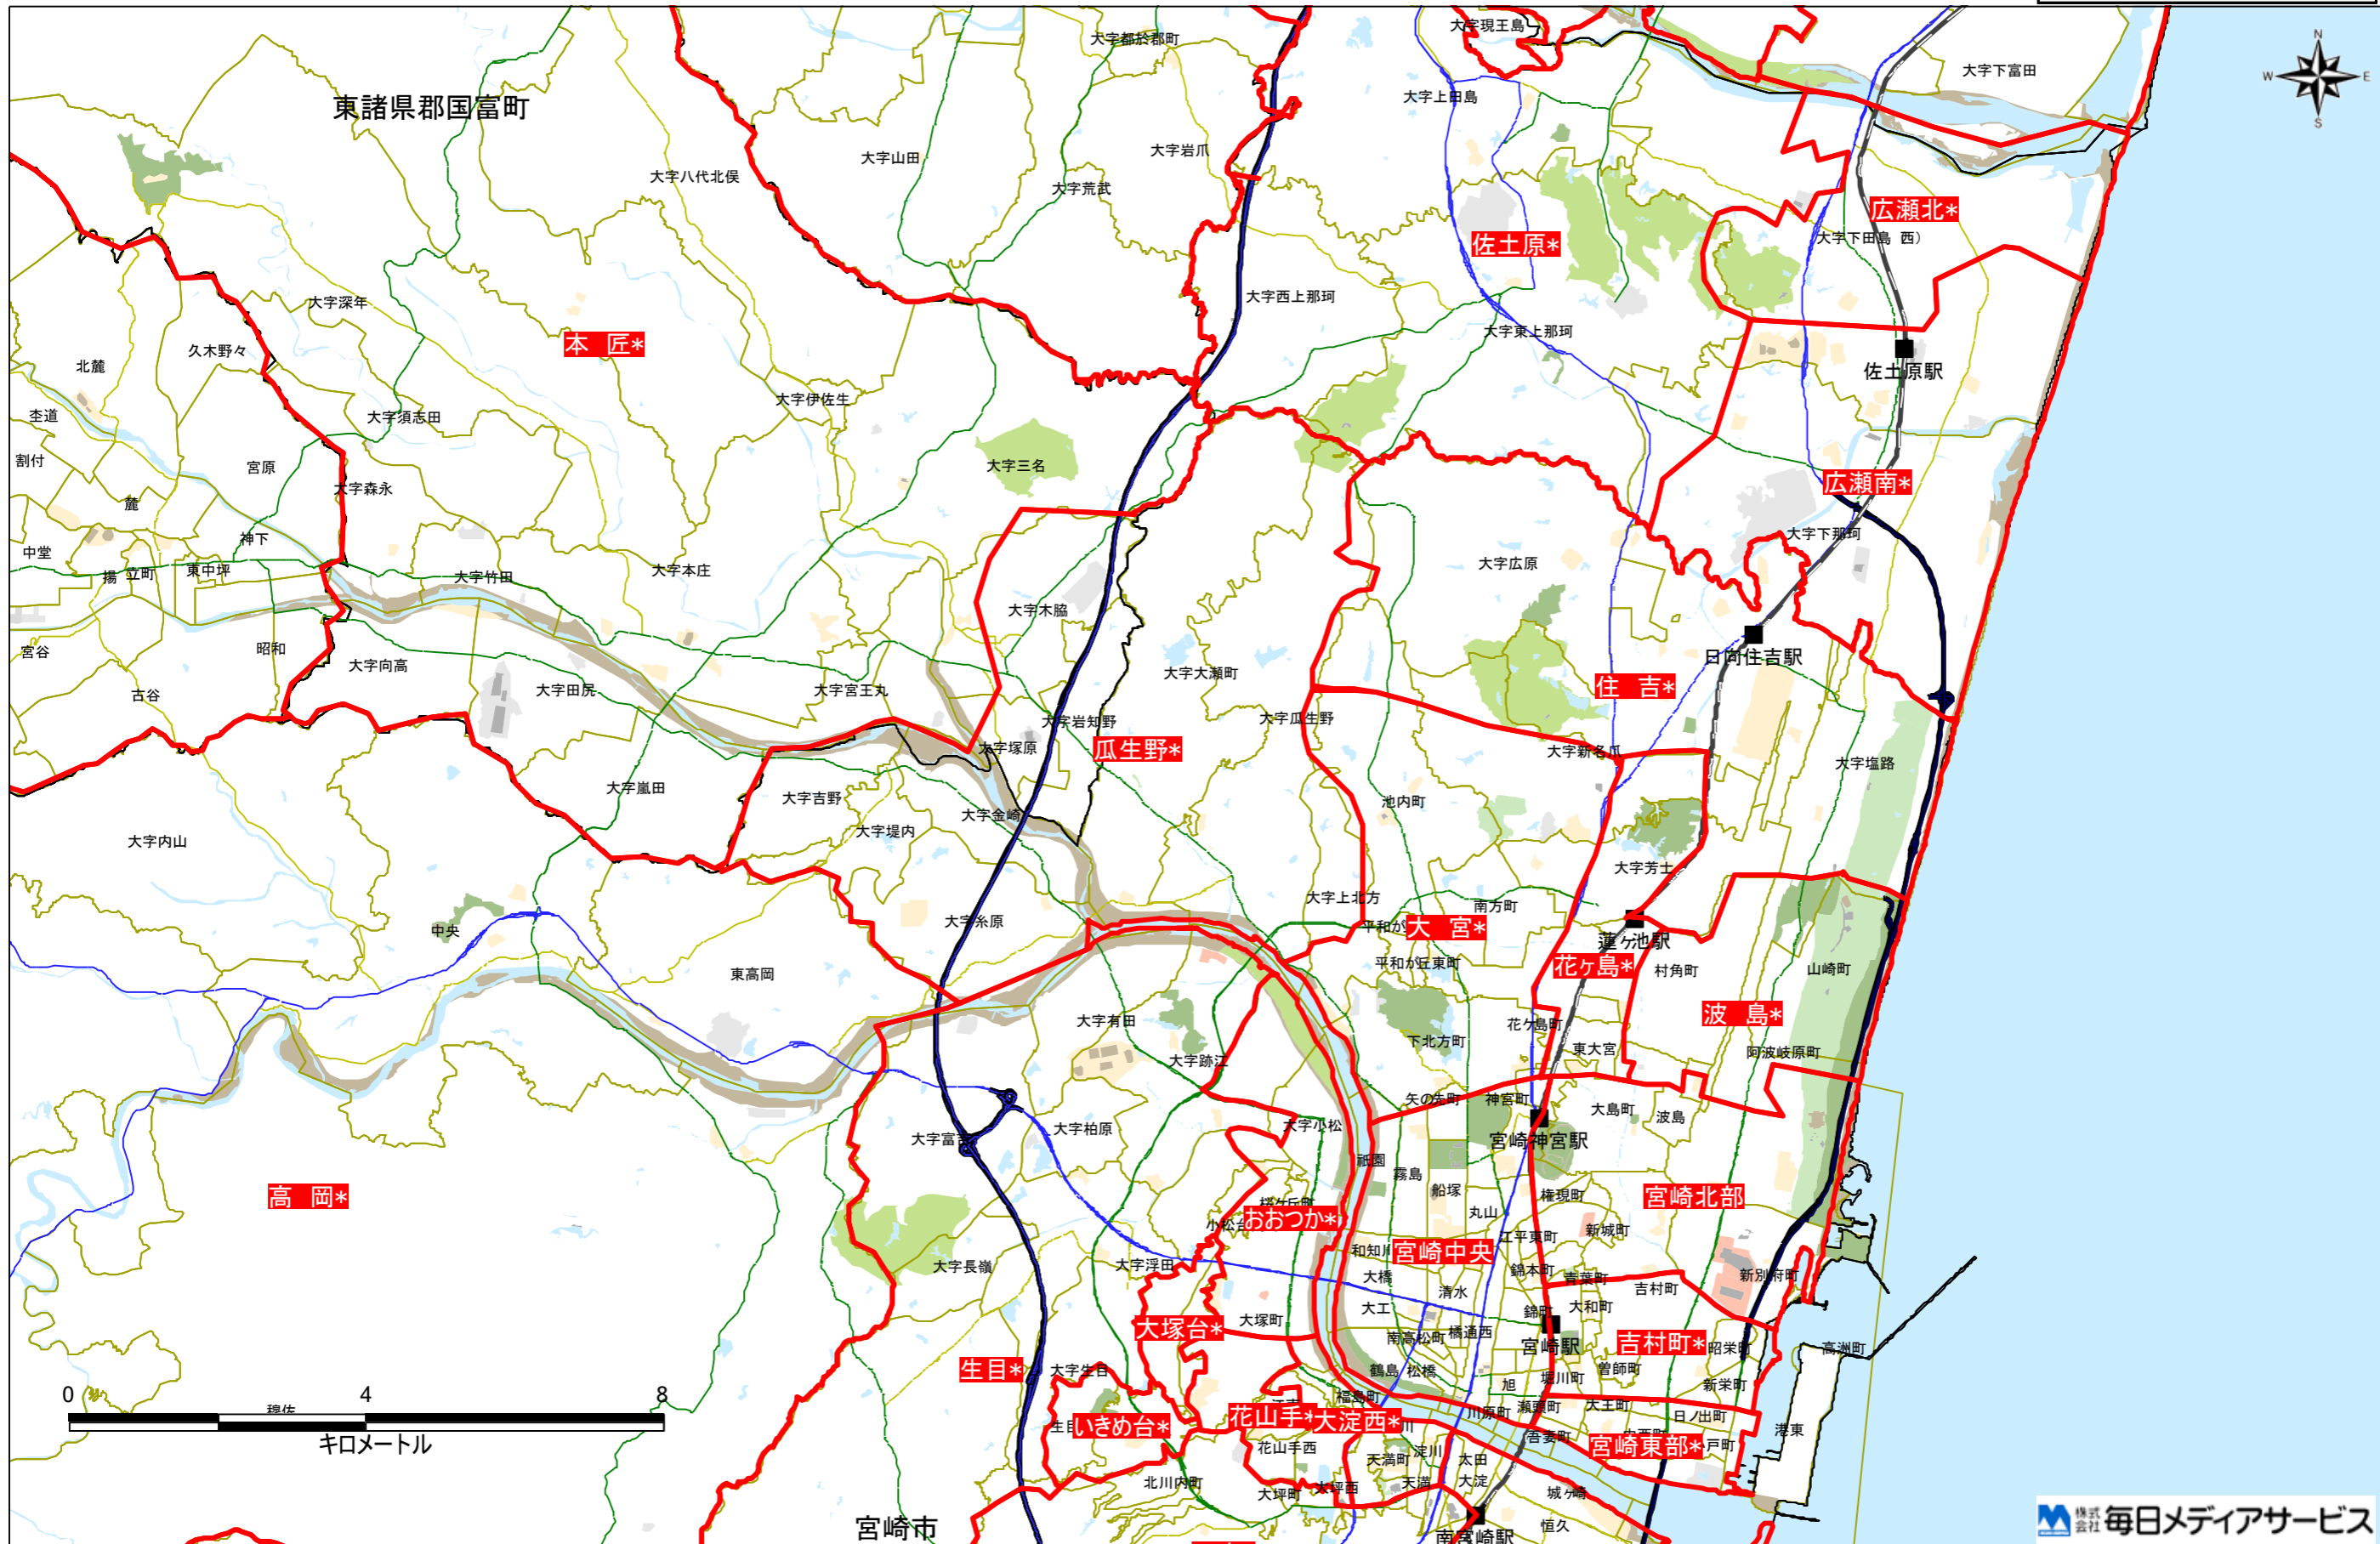 大字現王島
大字都於郡町
N
大字下富田
W
E
東諸県郡国富町
大字上田島
S
大字山田
大字岩爪
大字八代北俣
大字荒武
広瀬北*
大字下田島 西）
佐土原*
大字深年
大字西上那珂
大字東上那珂
本 匠*
久木野々
北麓
佐土原駅
大字伊佐生
杢道
大字須志田
割付
宮原
大字三名
大字森永
広瀬南*
麓
大字下那珂
神下
中堂
大字広原
揚
立町
東中坪
大字竹田
大字本庄
大字木脇
宮谷
昭和
日向住吉駅
大字向高
大字大瀬町
古谷
大字田尻
大字宮王丸
住 吉*
大字岩知野
大字瓜生野
大字塚原
瓜生野*
大字新名爪
大字塩路
大字嵐田
大字吉野
池内町
大字金崎
大字堤内
大字内山
大字芳士
大字上北方
南方町
中央
大字糸原
平和が
大 宮*
蓮ヶ池駅
平和が丘東町
花ヶ島*
村角町
山崎町
東高岡
波 島*
大字有田
花ケ島町
下北方町
東大宮
阿波岐原町
大字跡江
矢の先町
神宮町
大島町
波島
大字小松
大字富吉
大字柏原
宮崎神宮駅
祇園
霧島
船塚
権現町
高 岡*
宮崎北部
桜ケ丘町
丸山
おおつか*
小松台
新城町
江平東町
和知川
宮崎中央
大字長嶺
大字浮田
錦本町
青葉町
新別府町
大橋
清水
吉村町
大工
錦町
大和町
大塚町
大塚台*
南高松町
橘通西
宮崎駅
吉村町*
昭栄町
高洲町
生目*
大字生目
鶴島
松橋
堀川町
曽師町
旭
新栄町
0
4
8
穆佐
福島町
瀬頭町
大王町
川原町
日ノ出町
いきめ台*
花山手*
大淀西*
川
港東
キロメートル
吾妻町
宮崎東部*
戸町
花山手西
淀川
天満町
太田
北川内町
天満
大淀
大坪町
大坪西
城ヶ崎
宮崎市
恒久
南宮崎駅
株式会社 毎日メディアサービス